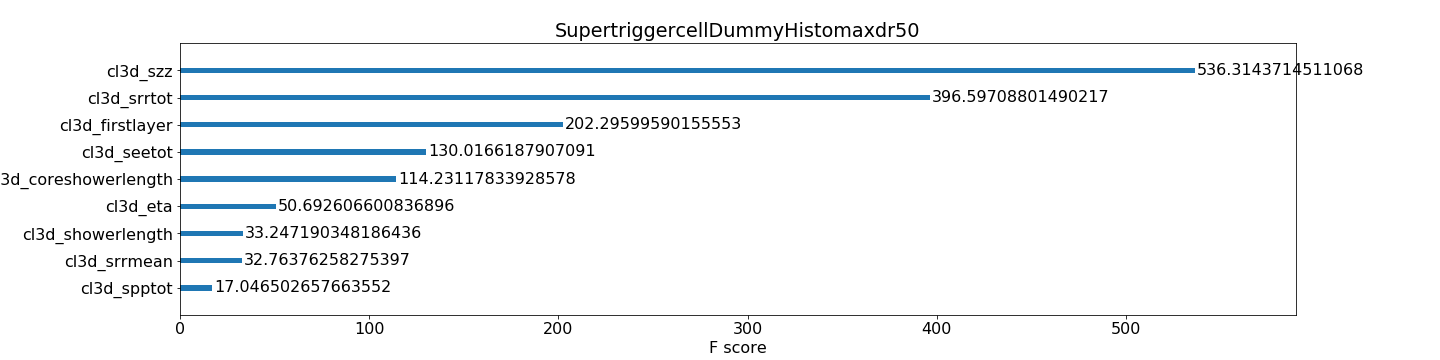 SupertriggercellDummyHistomaxdr50
cl3d_szz 536.3143714511068
cl3d_srrtot 396.59708801490217
cl3d_firstlayer 202.29599590155553
cl3d_seetot 130.0166187907091
3d_coreshowerlength 114.23117833928578
cl3d_eta 50.692606600836896
cl3d_showerlength 33.247190348186436
cl3d_srrmean 32.76376258275397
cl3d_spptot 17.046502657663552
0 100 200 300 400 500
F score